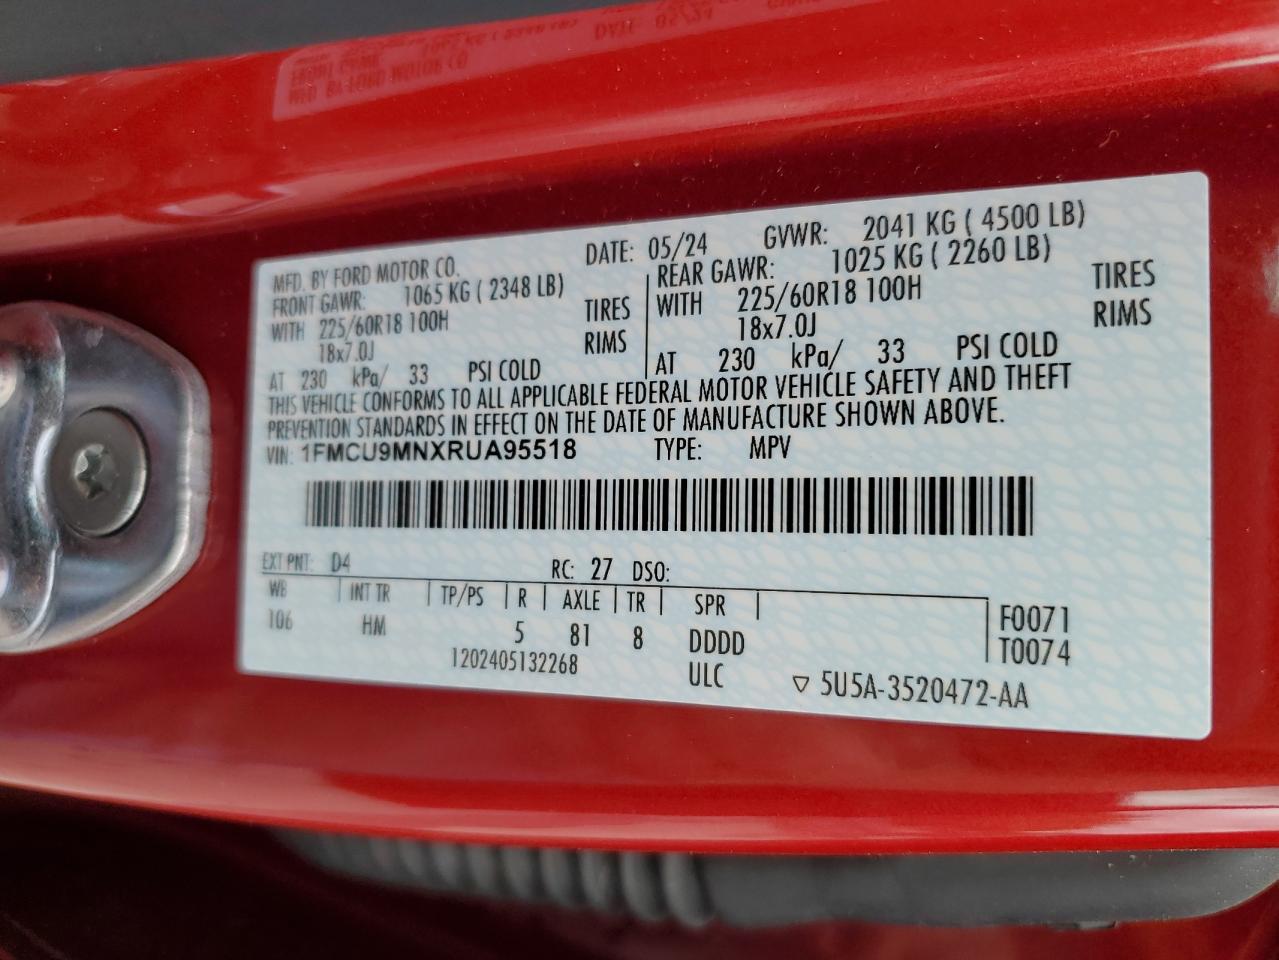 MFD. BY FORD MOTOR CO. DATE: 05/24 GVWR: 2041 KG ( 4500 LB)
FRONT GAWR: 1065 KG ( 2348 LB) REAR GAWR: 1025 KG ( 2260 LB)
WITH 225/60R18 100H TIRES WITH 225/60R18 100H TIRES
18x7.0J RIMS 18x7.0J RIMS
AT 230 kPa/ 33 PSI COLD AT 230 kPa/ 33 PSI COLD
THIS VEHICLE CONFORMS TO ALL APPLICABLE FEDERAL MOTOR VEHICLE SAFETY AND THEFT
PREVENTION STANDARDS IN EFFECT ON THE DATE OF MANUFACTURE SHOWN ABOVE.
VIN: 1FMCU9MNXRUA95518 TYPE: MPV
EXT PNT: D4 RC: 27 DSO:
WB INT TR TP/PS R AXLE TR SPR F0071
106 HM 5 81 8 DDDD T0074
1202405132268 ULC ▽ 5U5A-3520472-AA